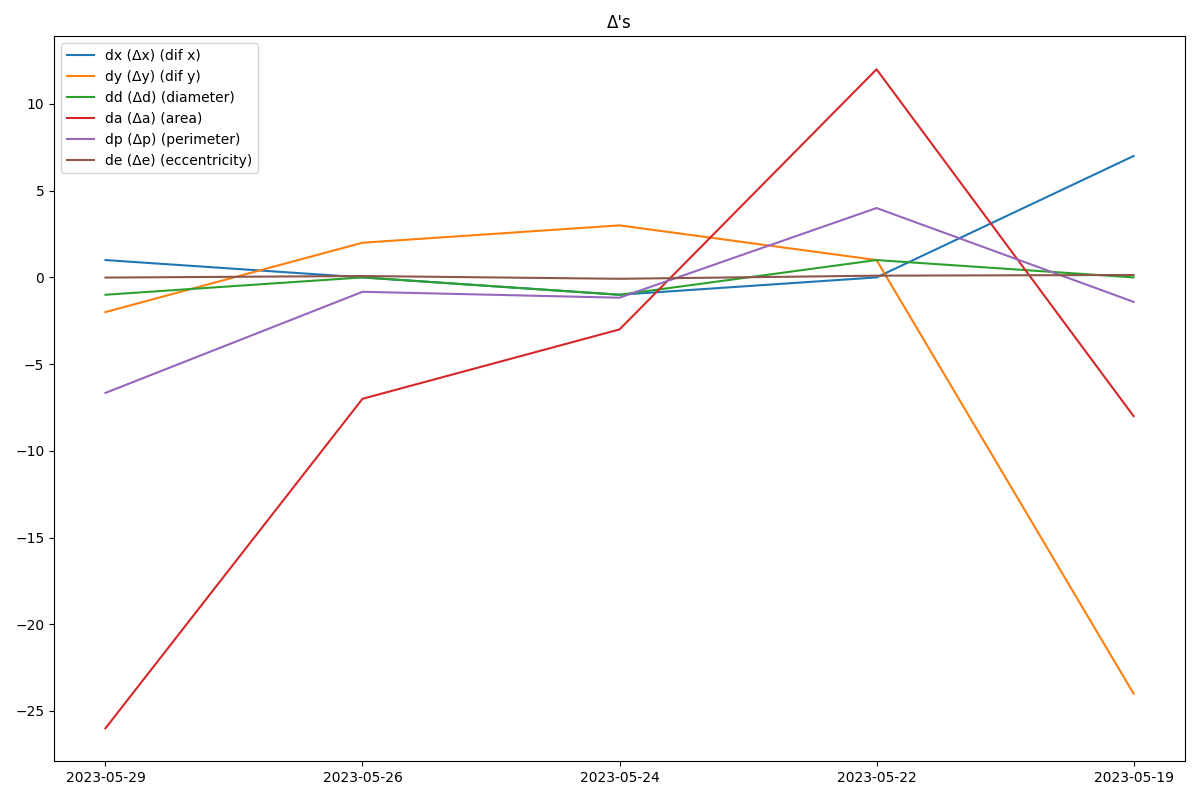 Δ's
dx (Δx) (dif x)
dy (Δy) (dif y)
dd (Δd) (diameter)
da (Δa) (area)
dp (Δp) (perimeter)
de (Δe) (eccentricity)
10
5
0
−5
−10
−15
−20
−25
2023-05-29 2023-05-26 2023-05-24 2023-05-22 2023-05-19